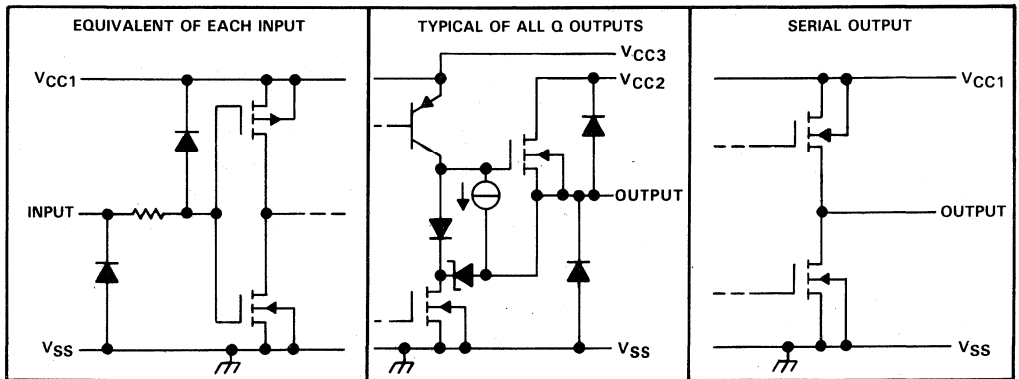 EQUIVALENT OF EACH INPUT
VCC1
INPUT
VSS
TYPICAL OF ALL Q OUTPUTS
VCC3
VCC2
OUTPUT
VSS
SERIAL OUTPUT
VCC1
OUTPUT
VSS